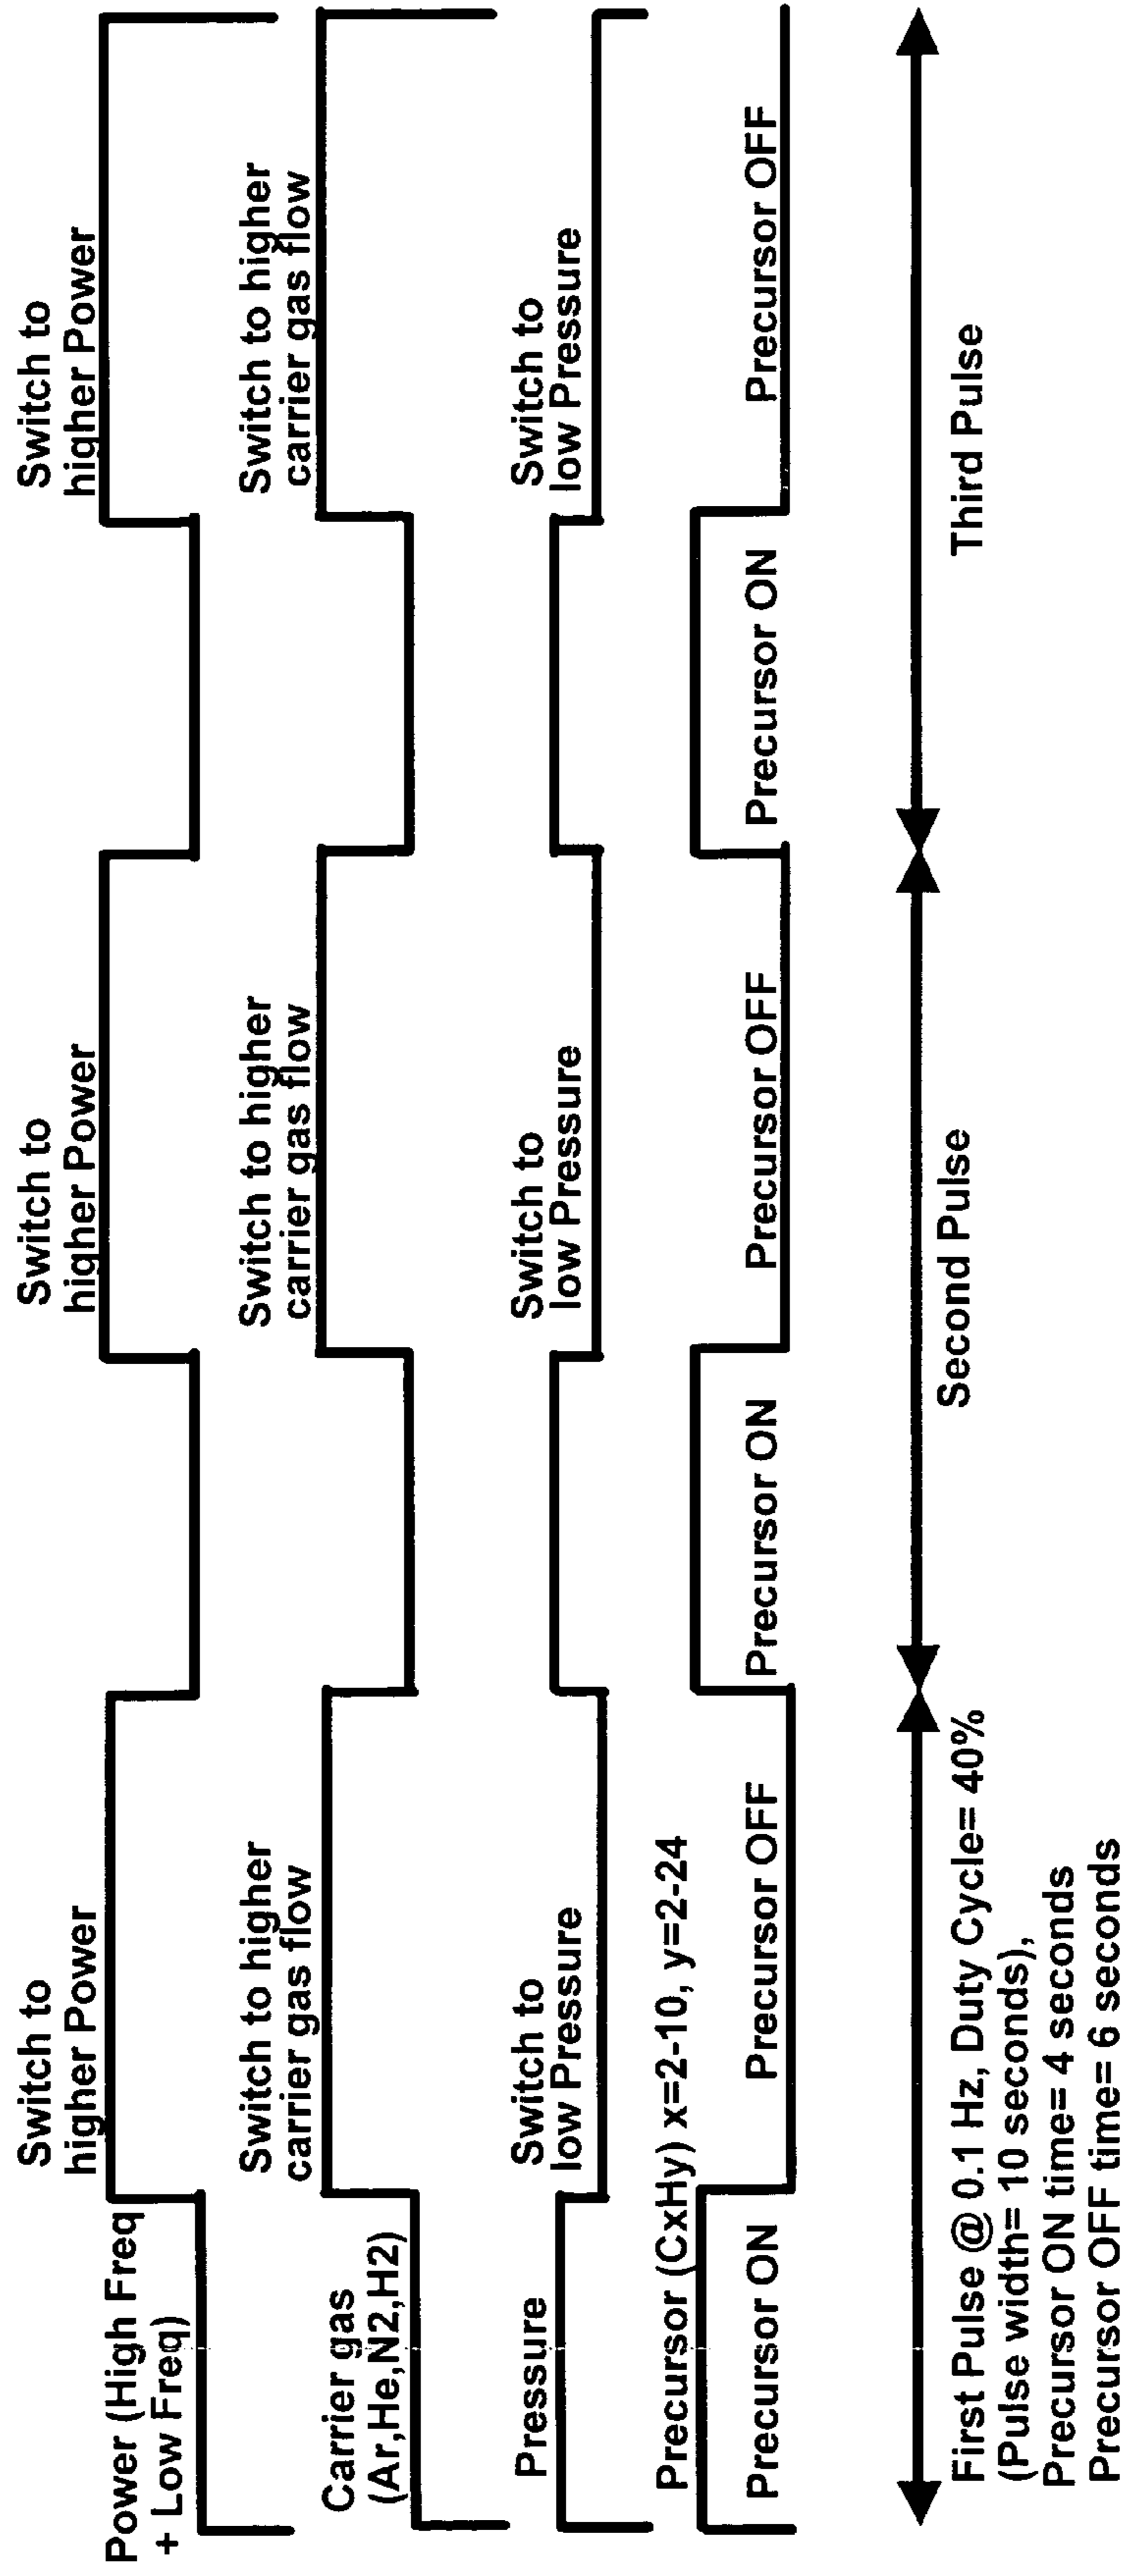 Switch to
higher Power
Switch to
higher Power
Switch to
higher Power
Power (High Freq
+ Low Freq)
Switch to higher
carrier gas flow
Switch to higher
carrier gas flow
Switch to higher
carrier gas flow
Carrier gas
(Ar,He,N2,H2)
Switch to
low Pressure
Switch to
low Pressure
Switch to
low Pressure
Pressure
Precursor (CxHy) x=2-10, y=2-24
Precursor ON
Precursor OFF
Precursor ON
Precursor OFF
Precursor ON
Precursor OFF
First Pulse @ 0.1 Hz, Duty Cycle= 40%
(Pulse width= 10 seconds),
Precursor ON time= 4 seconds
Precursor OFF time= 6 seconds
Second Pulse
Third Pulse